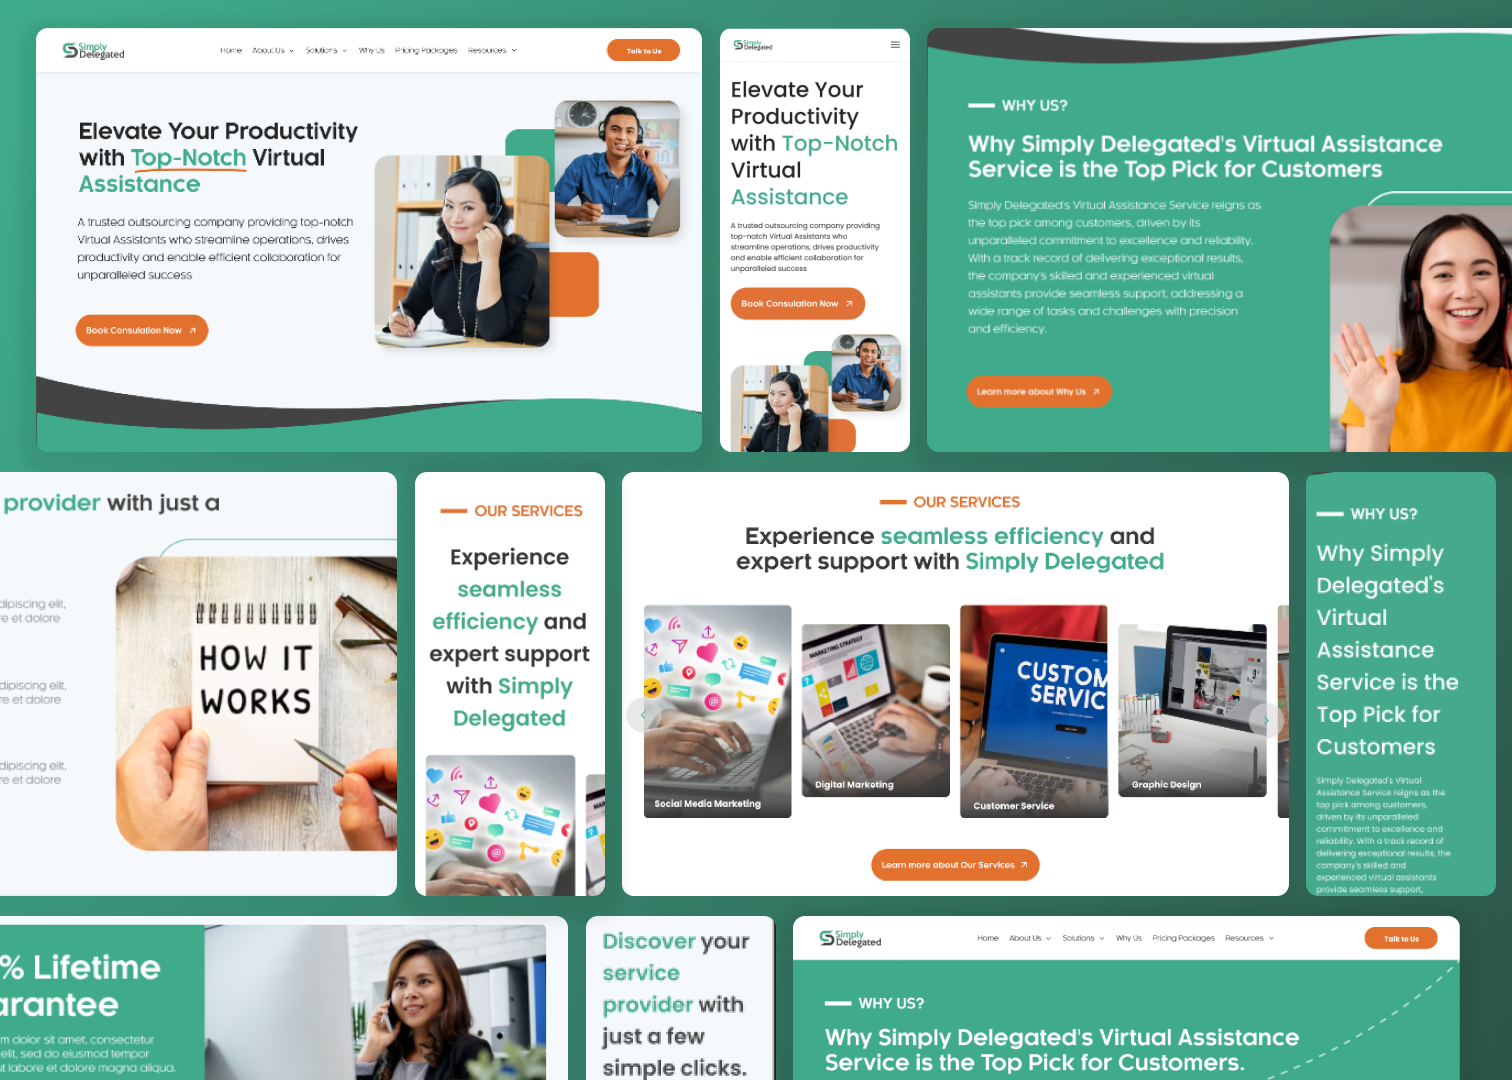 Simply
Delegated
Home About Us Solutions Why Us Pricing Packages Resources
Talk to Us
Elevate Your Productivity
with Top-Notch Virtual
Assistance
A trusted outsourcing company providing top-notch
Virtual Assistants who streamline operations, drives
productivity and enable efficient collaboration for
unparalleled success
Book Consulation Now
Simply
Delegated
Elevate Your
Productivity
with Top-Notch
Virtual
Assistance
A trusted outsourcing company providing
top-notch Virtual Assistants who
streamline operations, drives productivity
and enable efficient collaboration for
unparalleled success
Book Consulation Now
WHY US?
Why Simply Delegated's Virtual Assistance
Service is the Top Pick for Customers
Simply Delegated's Virtual Assistance Service reigns as
the top pick among customers, driven by its
unparalleled commitment to excellence and reliability.
With a track record of delivering exceptional results,
the company's skilled and experienced virtual
assistants provide seamless support, addressing a
wide range of tasks and challenges with precision
and efficiency.
Learn more about Why Us
provider with just a
dipiscing elit,
re et dolore
dipiscing elit,
re et dolore
dipiscing elit,
re et dolore
HOW IT
WORKS
OUR SERVICES
Experience
seamless
efficiency and
expert support
with Simply
Delegated
OUR SERVICES
Experience seamless efficiency and
expert support with Simply Delegated
Social Media Marketing
MARKETING STRATEGY
Digital Marketing
CUSTOM
SERVIC
Customer Service
Graphic Design
Learn more about Our Services
WHY US?
Why Simply
Delegated's
Virtual
Assistance
Service is the
Top Pick for
Customers
Simply Delegated's Virtual
Assistance Service reigns as the
top pick among customers,
driven by its unparalleled
commitment to excellence and
reliability. With a track record of
delivering exceptional results, the
company's skilled and
experienced virtual assistants
provide seamless support,
% Lifetime
arantee
m dolor sit amet, consectetur
elit, sed do eiusmod tempor
ut labore et dolore magna aliqua.
Discover your
service
provider with
just a few
simple clicks.
Simply
Delegated
Home About Us Solutions Why Us Pricing Packages Resources
Talk to Us
WHY US?
Why Simply Delegated's Virtual Assistance
Service is the Top Pick for Customers.